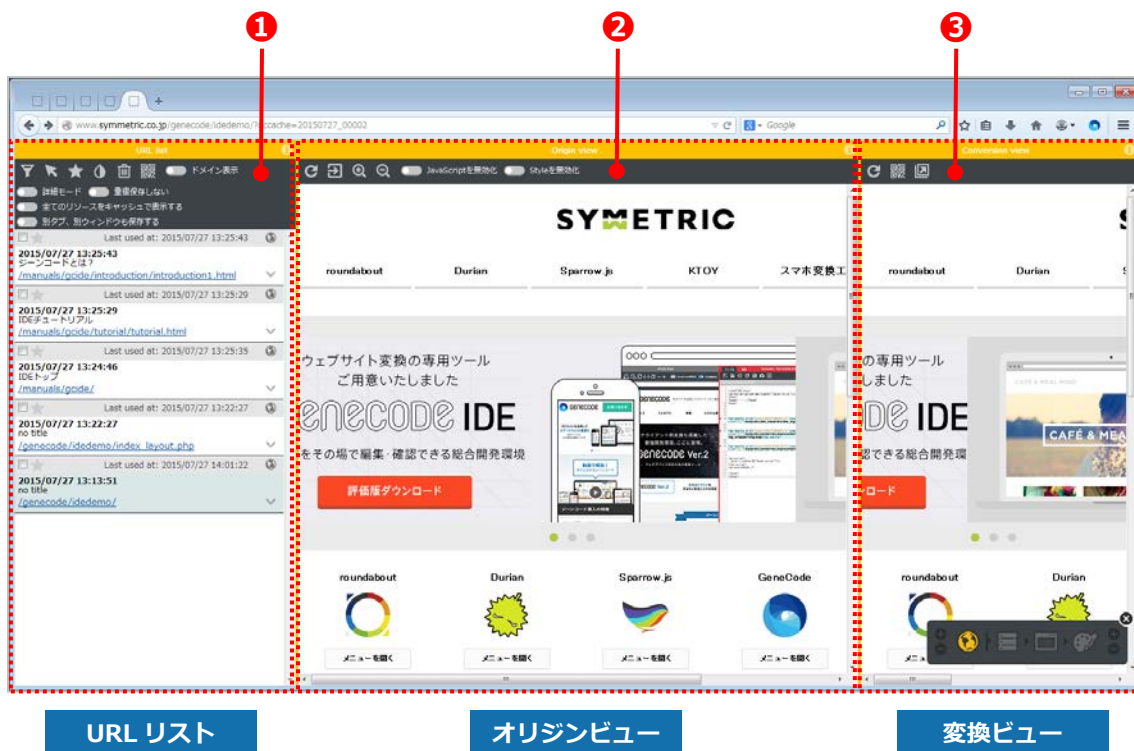 1
2
3
www.symmetric.co.jp/genecode/idedemo/?gccache=20150727_00002
Google
URL list
Origin view
Conversion view
ドメイン表示
JavaScriptを無効化
Styleを無効化
詳細モード
重複保存しない
全てのリソースをキャッシュで表示する
別タブ、別ウィンドウも保存する
Last used at: 2015/07/27 13:25:43
2015/07/27 13:25:43
ジーンコードとは?
/manuals/gcide/introduction/introduction1.html
Last used at: 2015/07/27 13:25:29
2015/07/27 13:25:29
IDEチュートリアル
/manuals/gcide/tutorial/tutorial.html
Last used at: 2015/07/27 13:25:35
2015/07/27 13:24:46
IDEトップ
/manuals/gcide/
Last used at: 2015/07/27 13:22:27
2015/07/27 13:22:27
no title
/genecode/idedemo/index_layout.php
Last used at: 2015/07/27 14:01:22
2015/07/27 13:13:51
no title
/genecode/idedemo/
SYMMETRIC
roundabout
Durian
Sparrow.js
KTOY
スマホ変換工
ウェブサイト変換の専用ツール
ご用意いたしました
GENECODE IDE
をその場で編集・確認できる総合開発環境
評価版ダウンロード
GENECODE Ver.2
roundabout
Durian
Sparrow.js
GeneCode
メニューを開く
メニューを開く
メニューを開く
メニューを開く
S
roundabout
Durian
の専用ツール
しました
DE IDE
認できる総合開発環
ンロード
CAFÉ & MEA
roundabout
Durian
URL リスト
オリジンビュー
変換ビュー